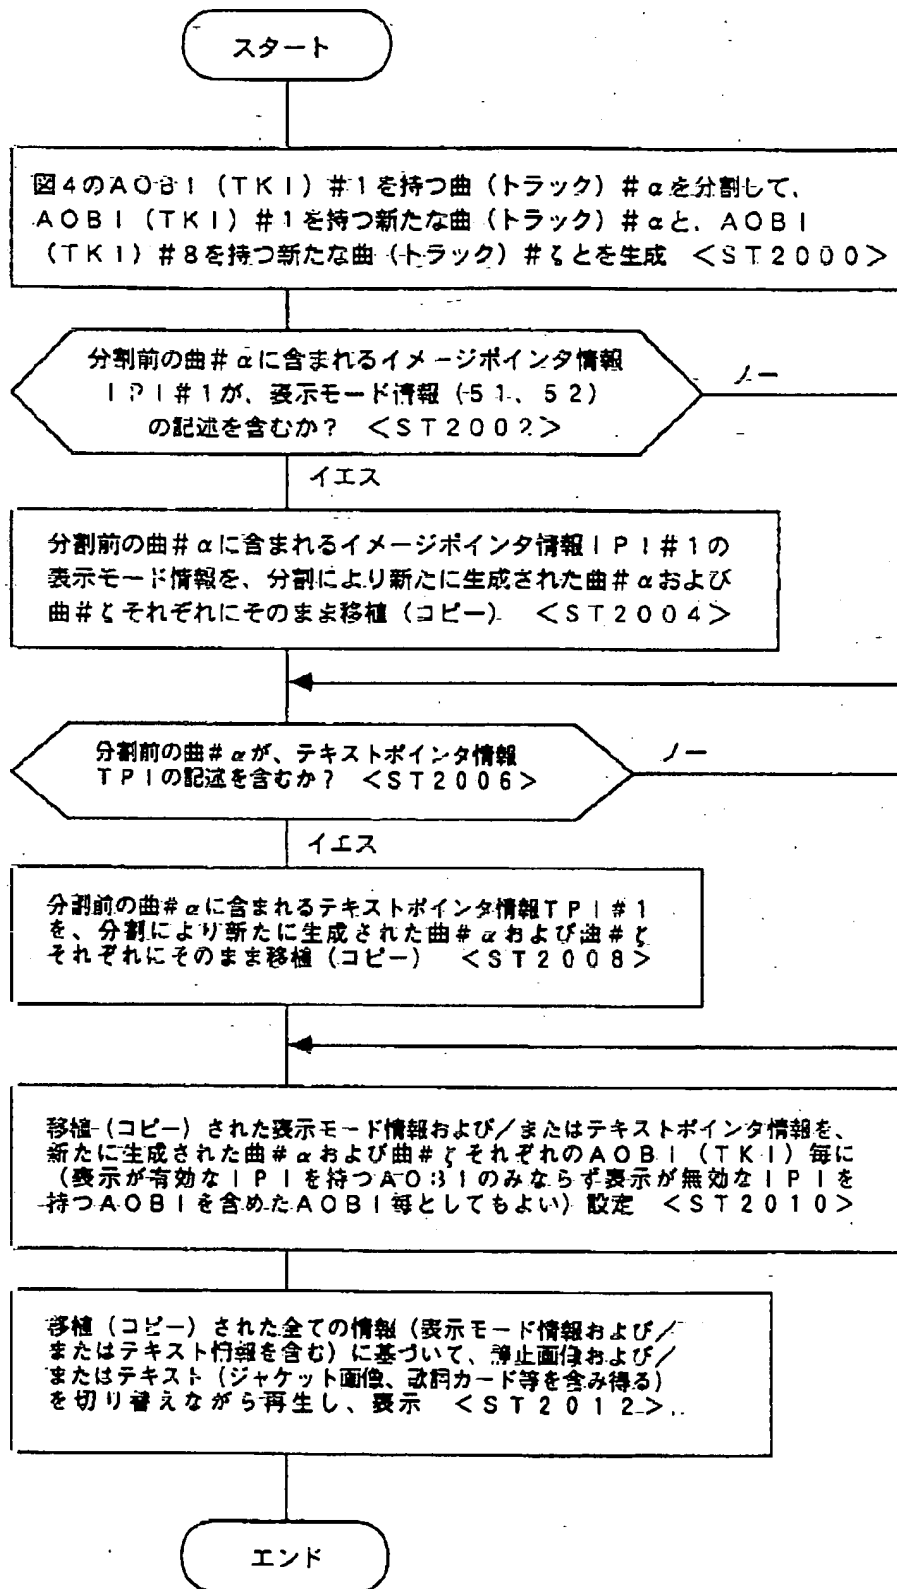 スタート
図4のAOBI（TKI）#1を持つ曲（トラック）#αを分割して、
AOBI（TKI）#1を持つ新たな曲（トラック）#αと、AOBI
（TKI）#8を持つ新たな曲（トラック）#ζとを生成 ＜ST2000＞
分割前の曲#αに含まれるイメージポインタ情報
IPI#1が、表示モード情報（51、52）
の記述を含むか？ ＜ST2002＞
ノー
イエス
分割前の曲#αに含まれるイメージポインタ情報IPI#1の
表示モード情報を、分割により新たに生成された曲#αおよび
曲#ζそれぞれにそのまま移植（コピー） ＜ST2004＞
分割前の曲#αが、テキストポインタ情報
TPIの記述を含むか？ ＜ST2006＞
ノー
イエス
分割前の曲#αに含まれるテキストポインタ情報TPI#1
を、分割により新たに生成された曲#αおよび曲#ζ
それぞれにそのまま移植（コピー） ＜ST2008＞
移植（コピー）された表示モード情報および／またはテキストポインタ情報を、
新たに生成された曲#αおよび曲#ζそれぞれのAOBI（TKI）毎に
（表示が有効なIPIを持つAOBIのみならず表示が無効なIPIを
持つAOBIを含めたAOBI毎としてもよい）設定 ＜ST2010＞
移植（コピー）された全ての情報（表示モード情報および／
またはテキスト情報を含む）に基づいて、静止画像および／
またはテキスト（ジャケット画像、歌詞カード等を含み得る）
を切り替えながら再生し、表示 ＜ST2012＞
エンド